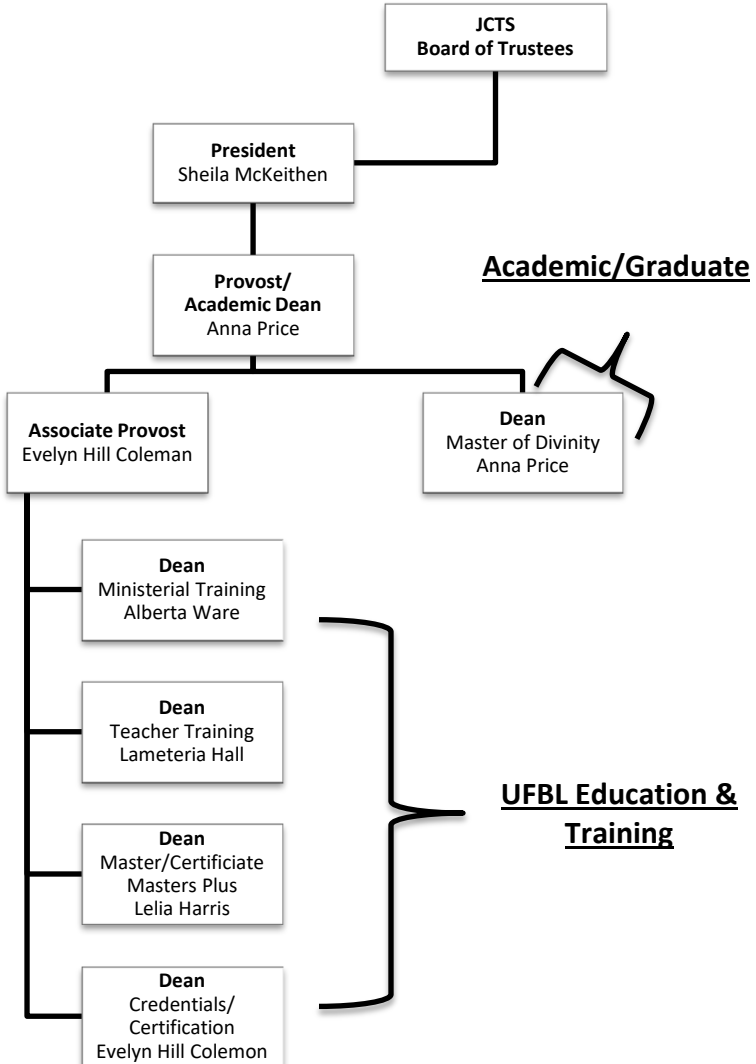 JCTS
Board of Trustees
President
Sheila McKeithen
Provost/
Academic Dean
Anna Price
Academic/Graduate
Associate Provost
Evelyn Hill Coleman
Dean
Master of Divinity
Anna Price
Dean
Ministerial Training
Alberta Ware
Dean
Teacher Training
Lameteria Hall
UFBL Education &
Training
Dean
Master/Certificiate
Masters Plus
Lelia Harris
Dean
Credentials/
Certification
Evelyn Hill Colemon